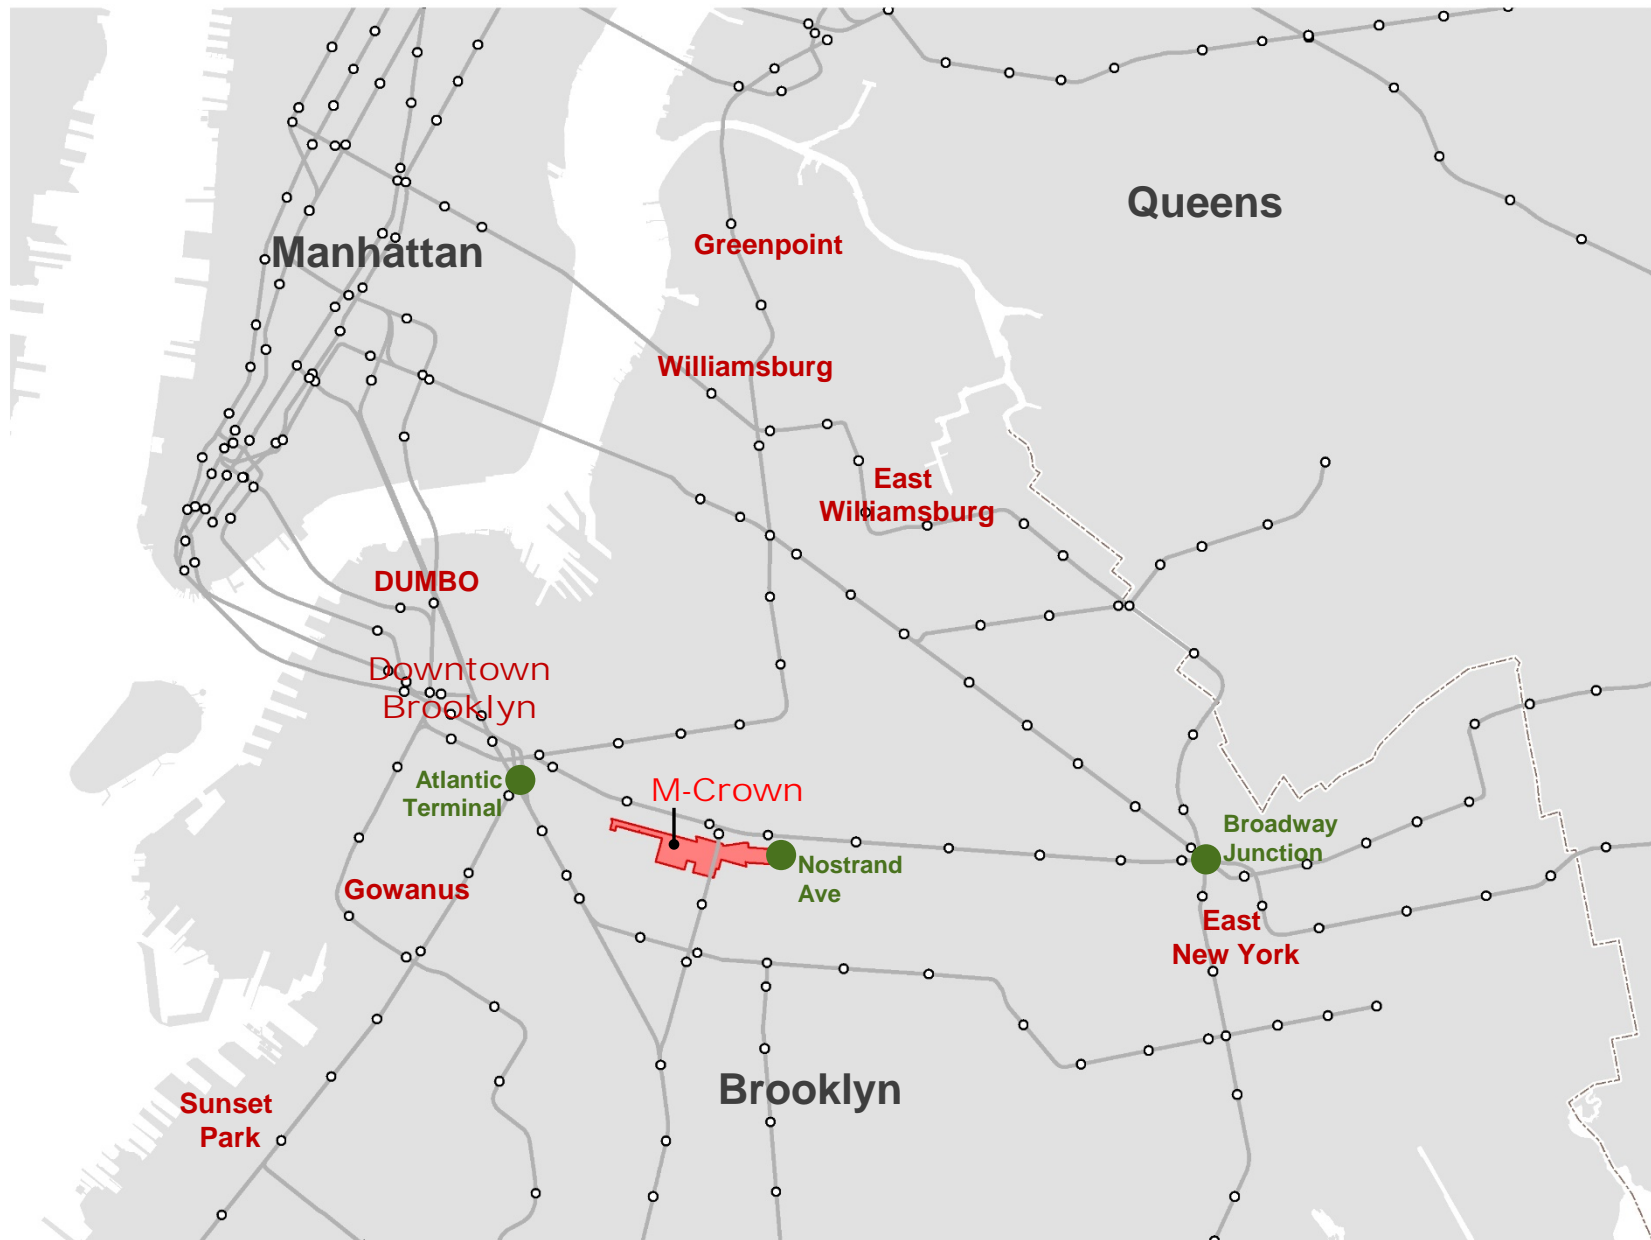 Queens
Manhattan
Greenpoint
Williamsburg
East
Williamsburg
DUMBO
Downtown
Brooklyn
Atlantic
Terminal
M-Crown
Broadway
Junction
Nostrand
Ave
Gowanus
East
New York
Brooklyn
Sunset
Park